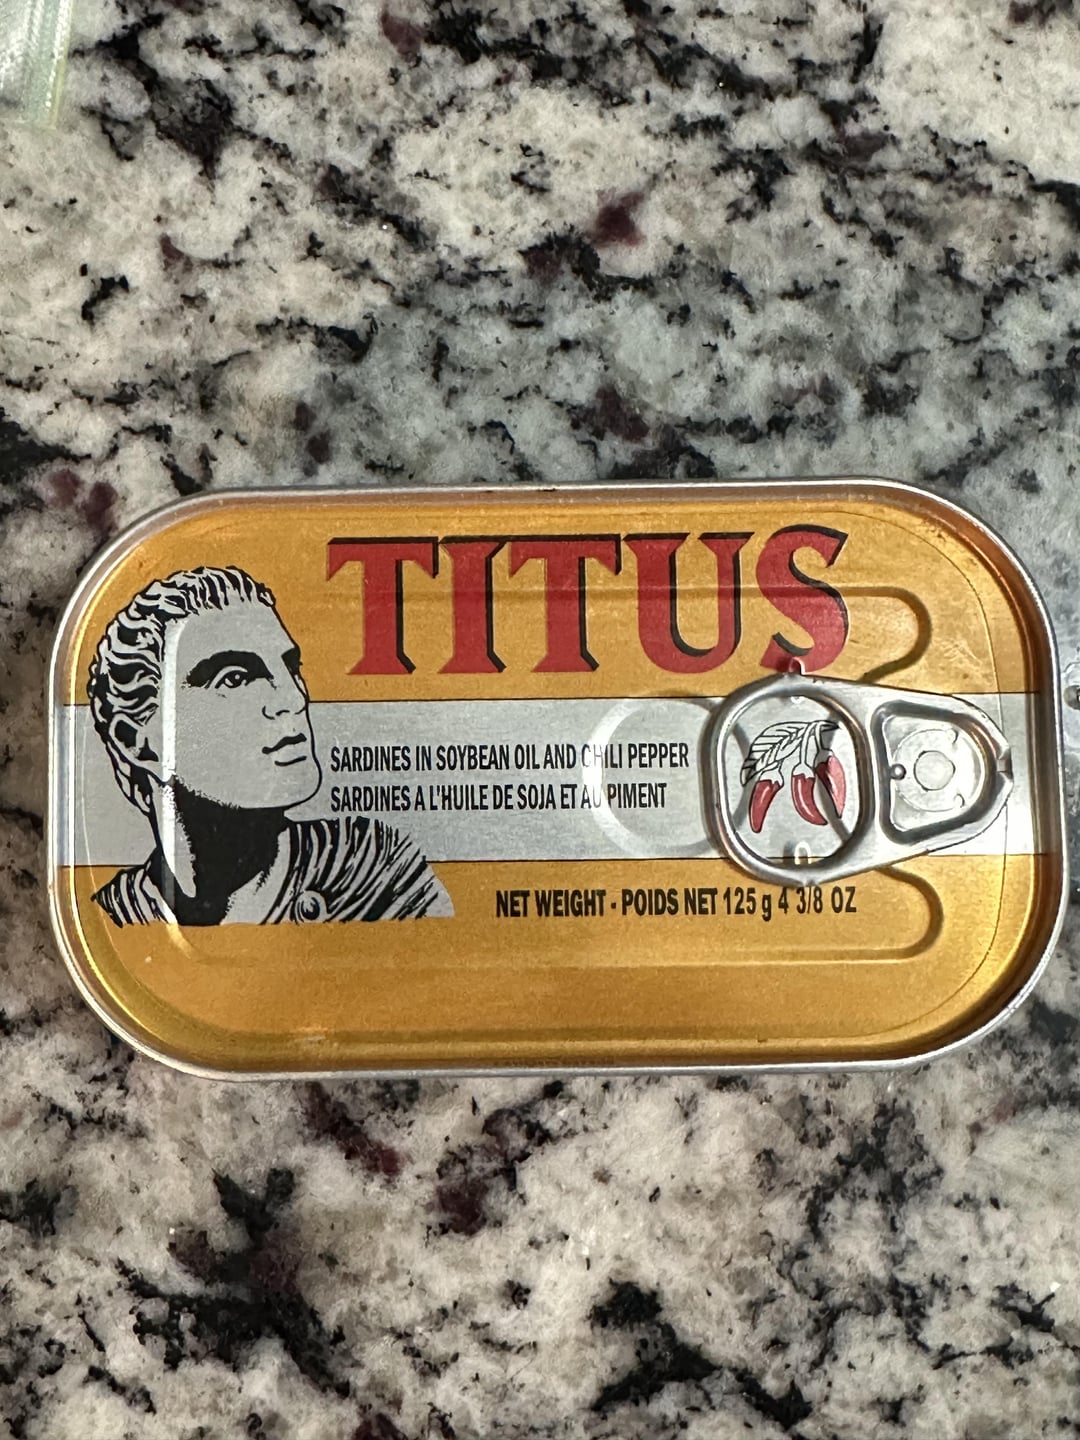 TITUS
SARDINES IN SOYBEAN OIL AND CHILI PEPPER
SARDINES A L'HUILE DE SOJA ET AU PIMENT
NET WEIGHT - POIDS NET 125 g 4 3/8 OZ